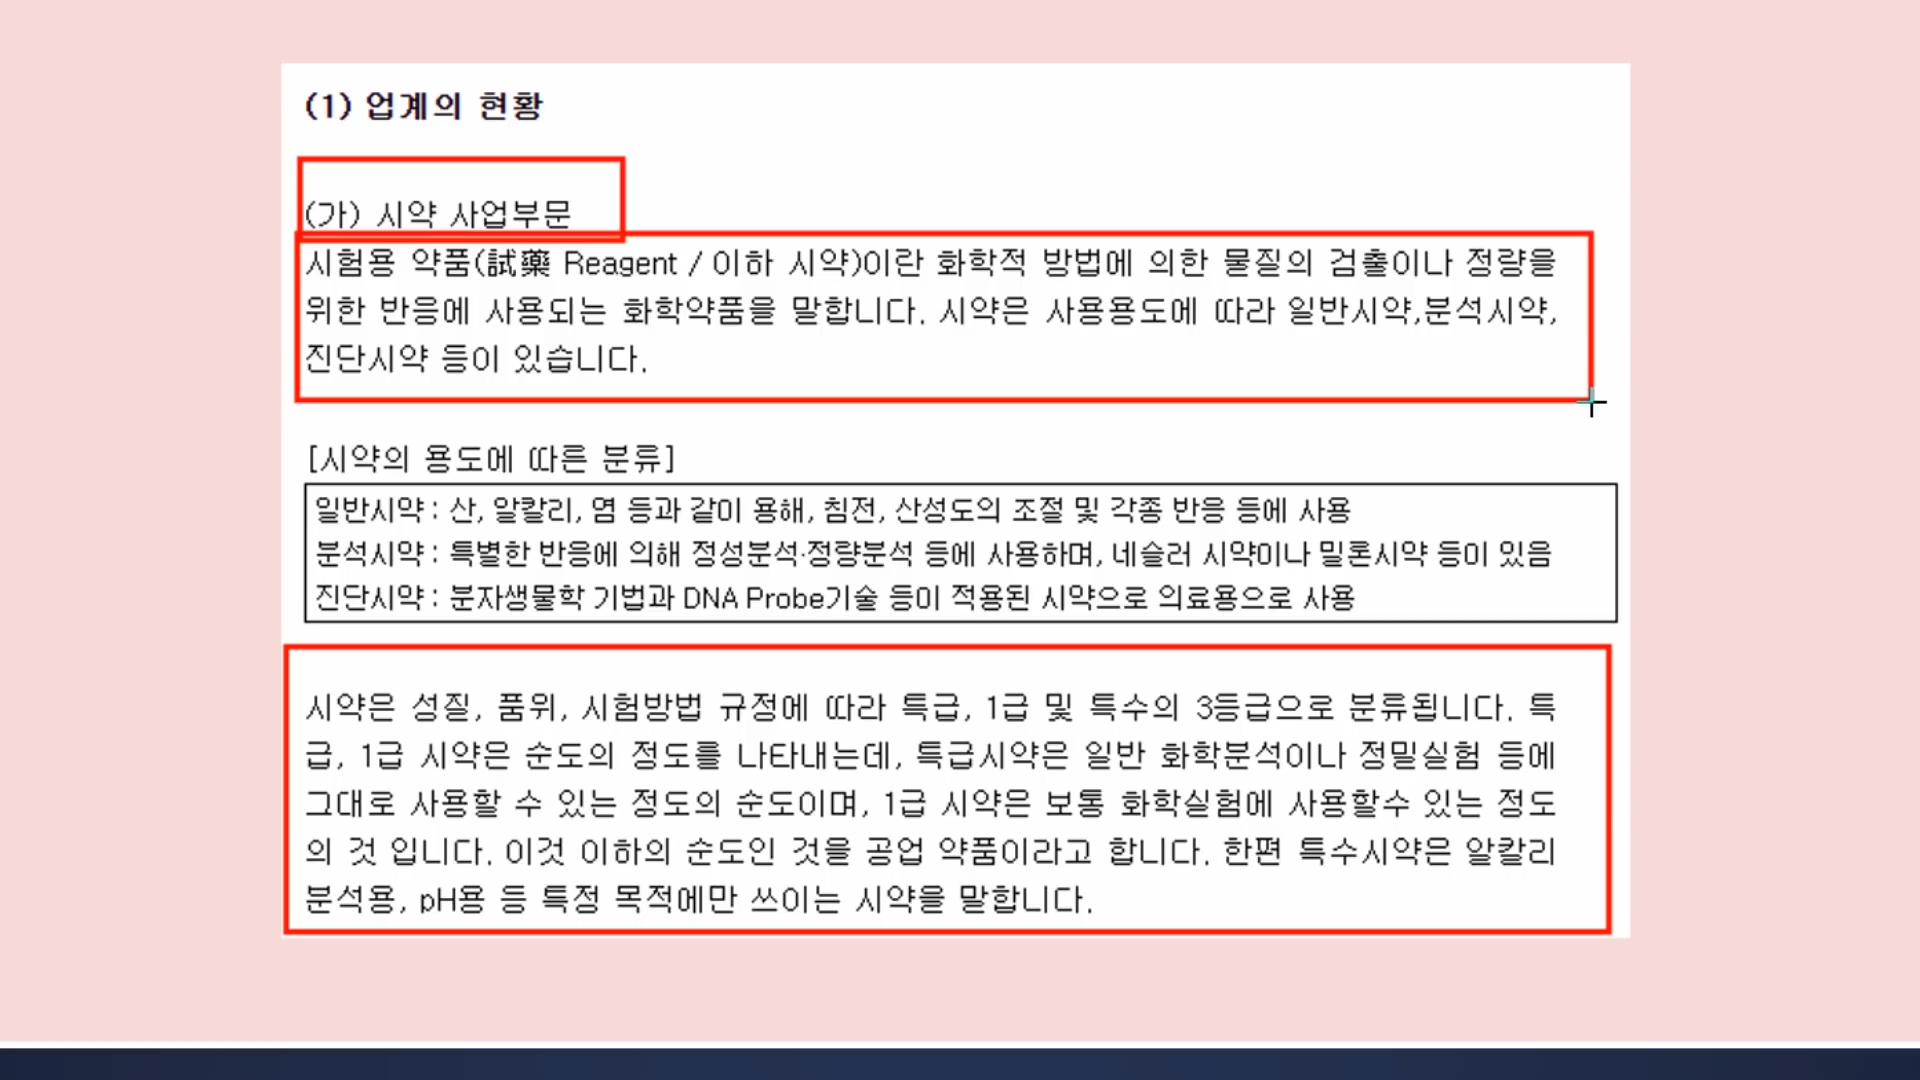 (1) 업계의 현황
(가) 시약 사업부문
시험용 약품(試藥 Reagent / 이하 시약)이란 화학적 방법에 의한 물질의 검출이나 정량을
위한 반응에 사용되는 화학약품을 말합니다. 시약은 사용용도에 따라 일반시약,분석시약,
진단시약 등이 있습니다.
[시약의 용도에 따른 분류]
일반시약 : 산, 알칼리, 염 등과 같이 용해, 침전, 산성도의 조절 및 각종 반응 등에 사용
분석시약 : 특별한 반응에 의해 정성분석·정량분석 등에 사용하며, 네슬러 시약이나 밀론시약 등이 있음
진단시약 : 분자생물학 기법과 DNA Probe기술 등이 적용된 시약으로 의료용으로 사용
시약은 성질, 품위, 시험방법 규정에 따라 특급, 1급 및 특수의 3등급으로 분류됩니다. 특
급, 1급 시약은 순도의 정도를 나타내는데, 특급시약은 일반 화학분석이나 정밀실험 등에
그대로 사용할 수 있는 정도의 순도이며, 1급 시약은 보통 화학실험에 사용할수 있는 정도
의 것 입니다. 이것 이하의 순도인 것을 공업 약품이라고 합니다. 한편 특수시약은 알칼리
분석용, pH용 등 특정 목적에만 쓰이는 시약을 말합니다.